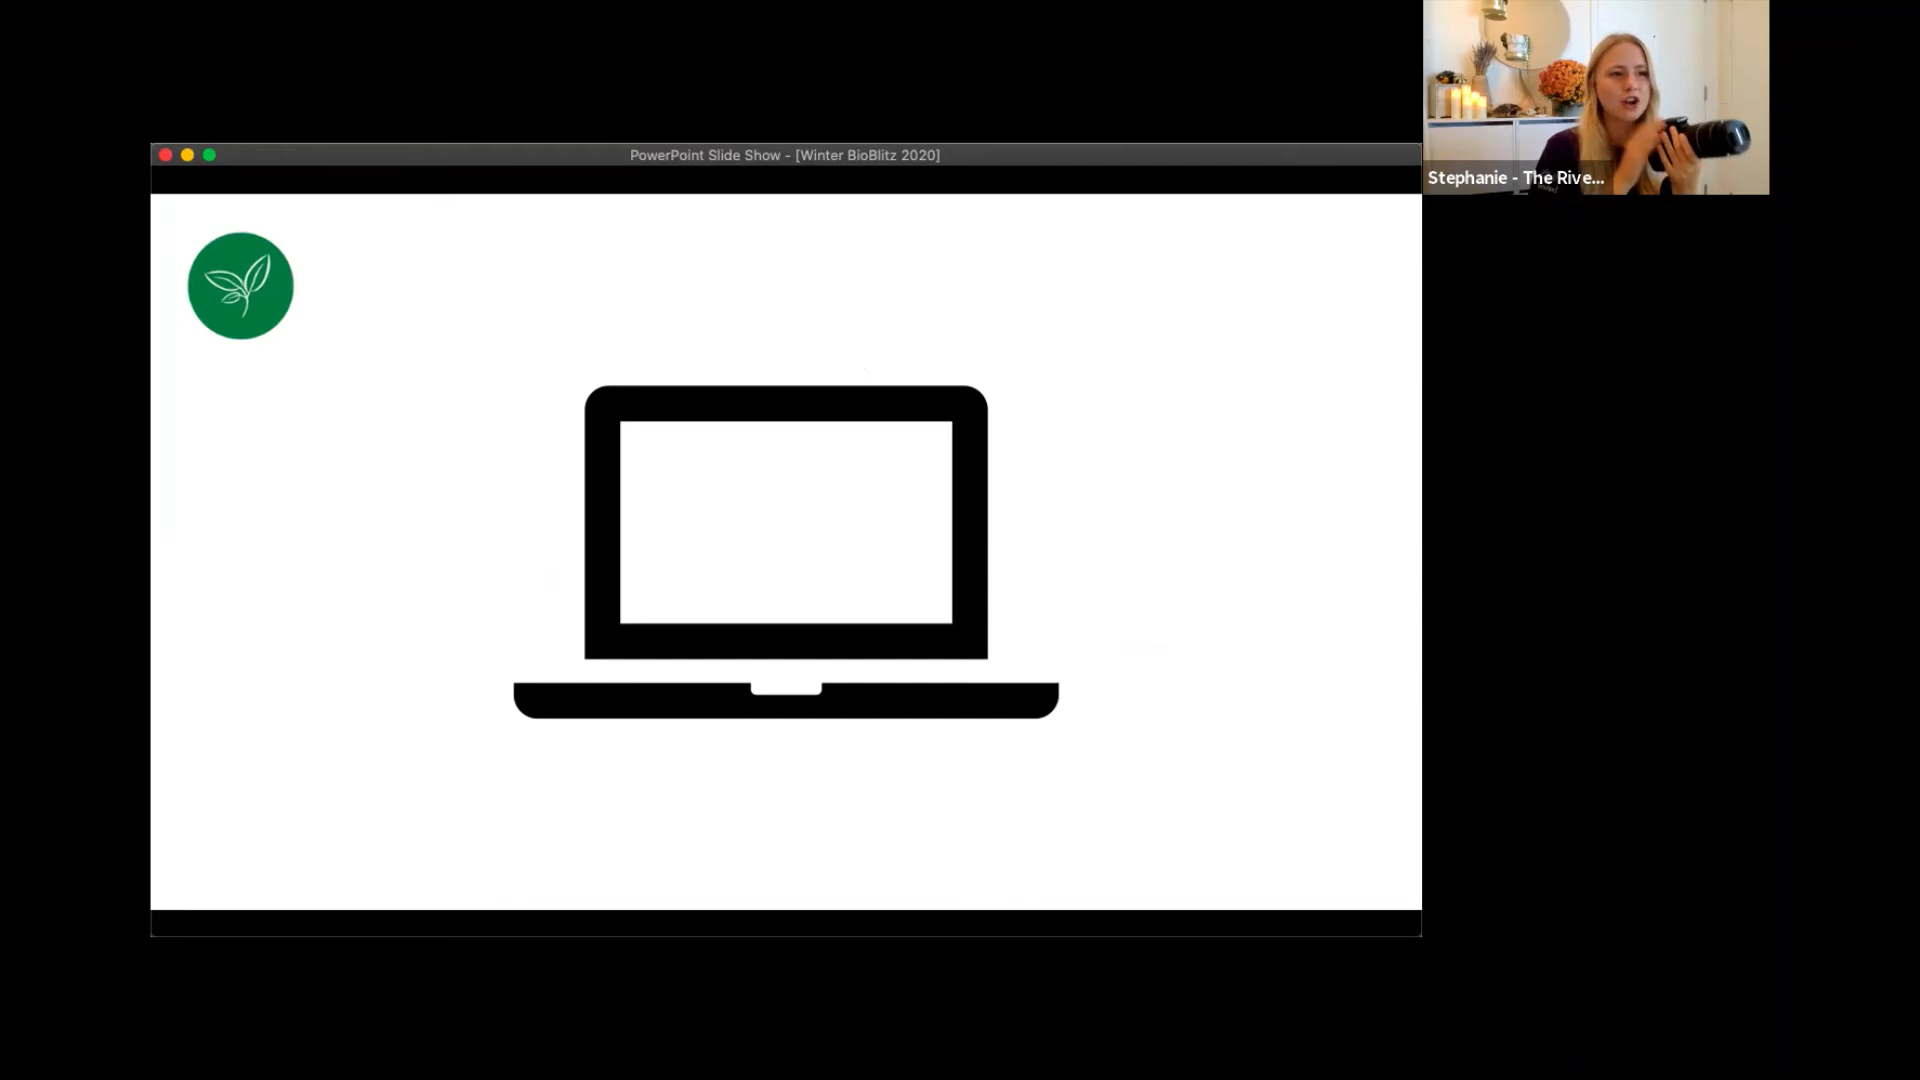 PowerPoint Slide Show - [Winter BioBlitz 2020]
Stephanie - The Rive...